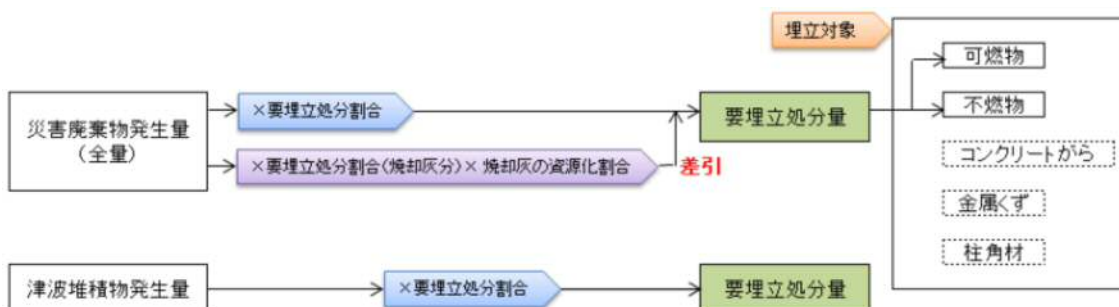 埋立対象
可燃物
災害廃棄物発生量
(全量)
×要埋立処分割合
要埋立処分量
不燃物
×要埋立処分割合(焼却灰分)× 焼却灰の資源化割合
差引
コンクリートがら
金属くず
柱角材
津波堆積物発生量
×要埋立処分割合
要埋立処分量